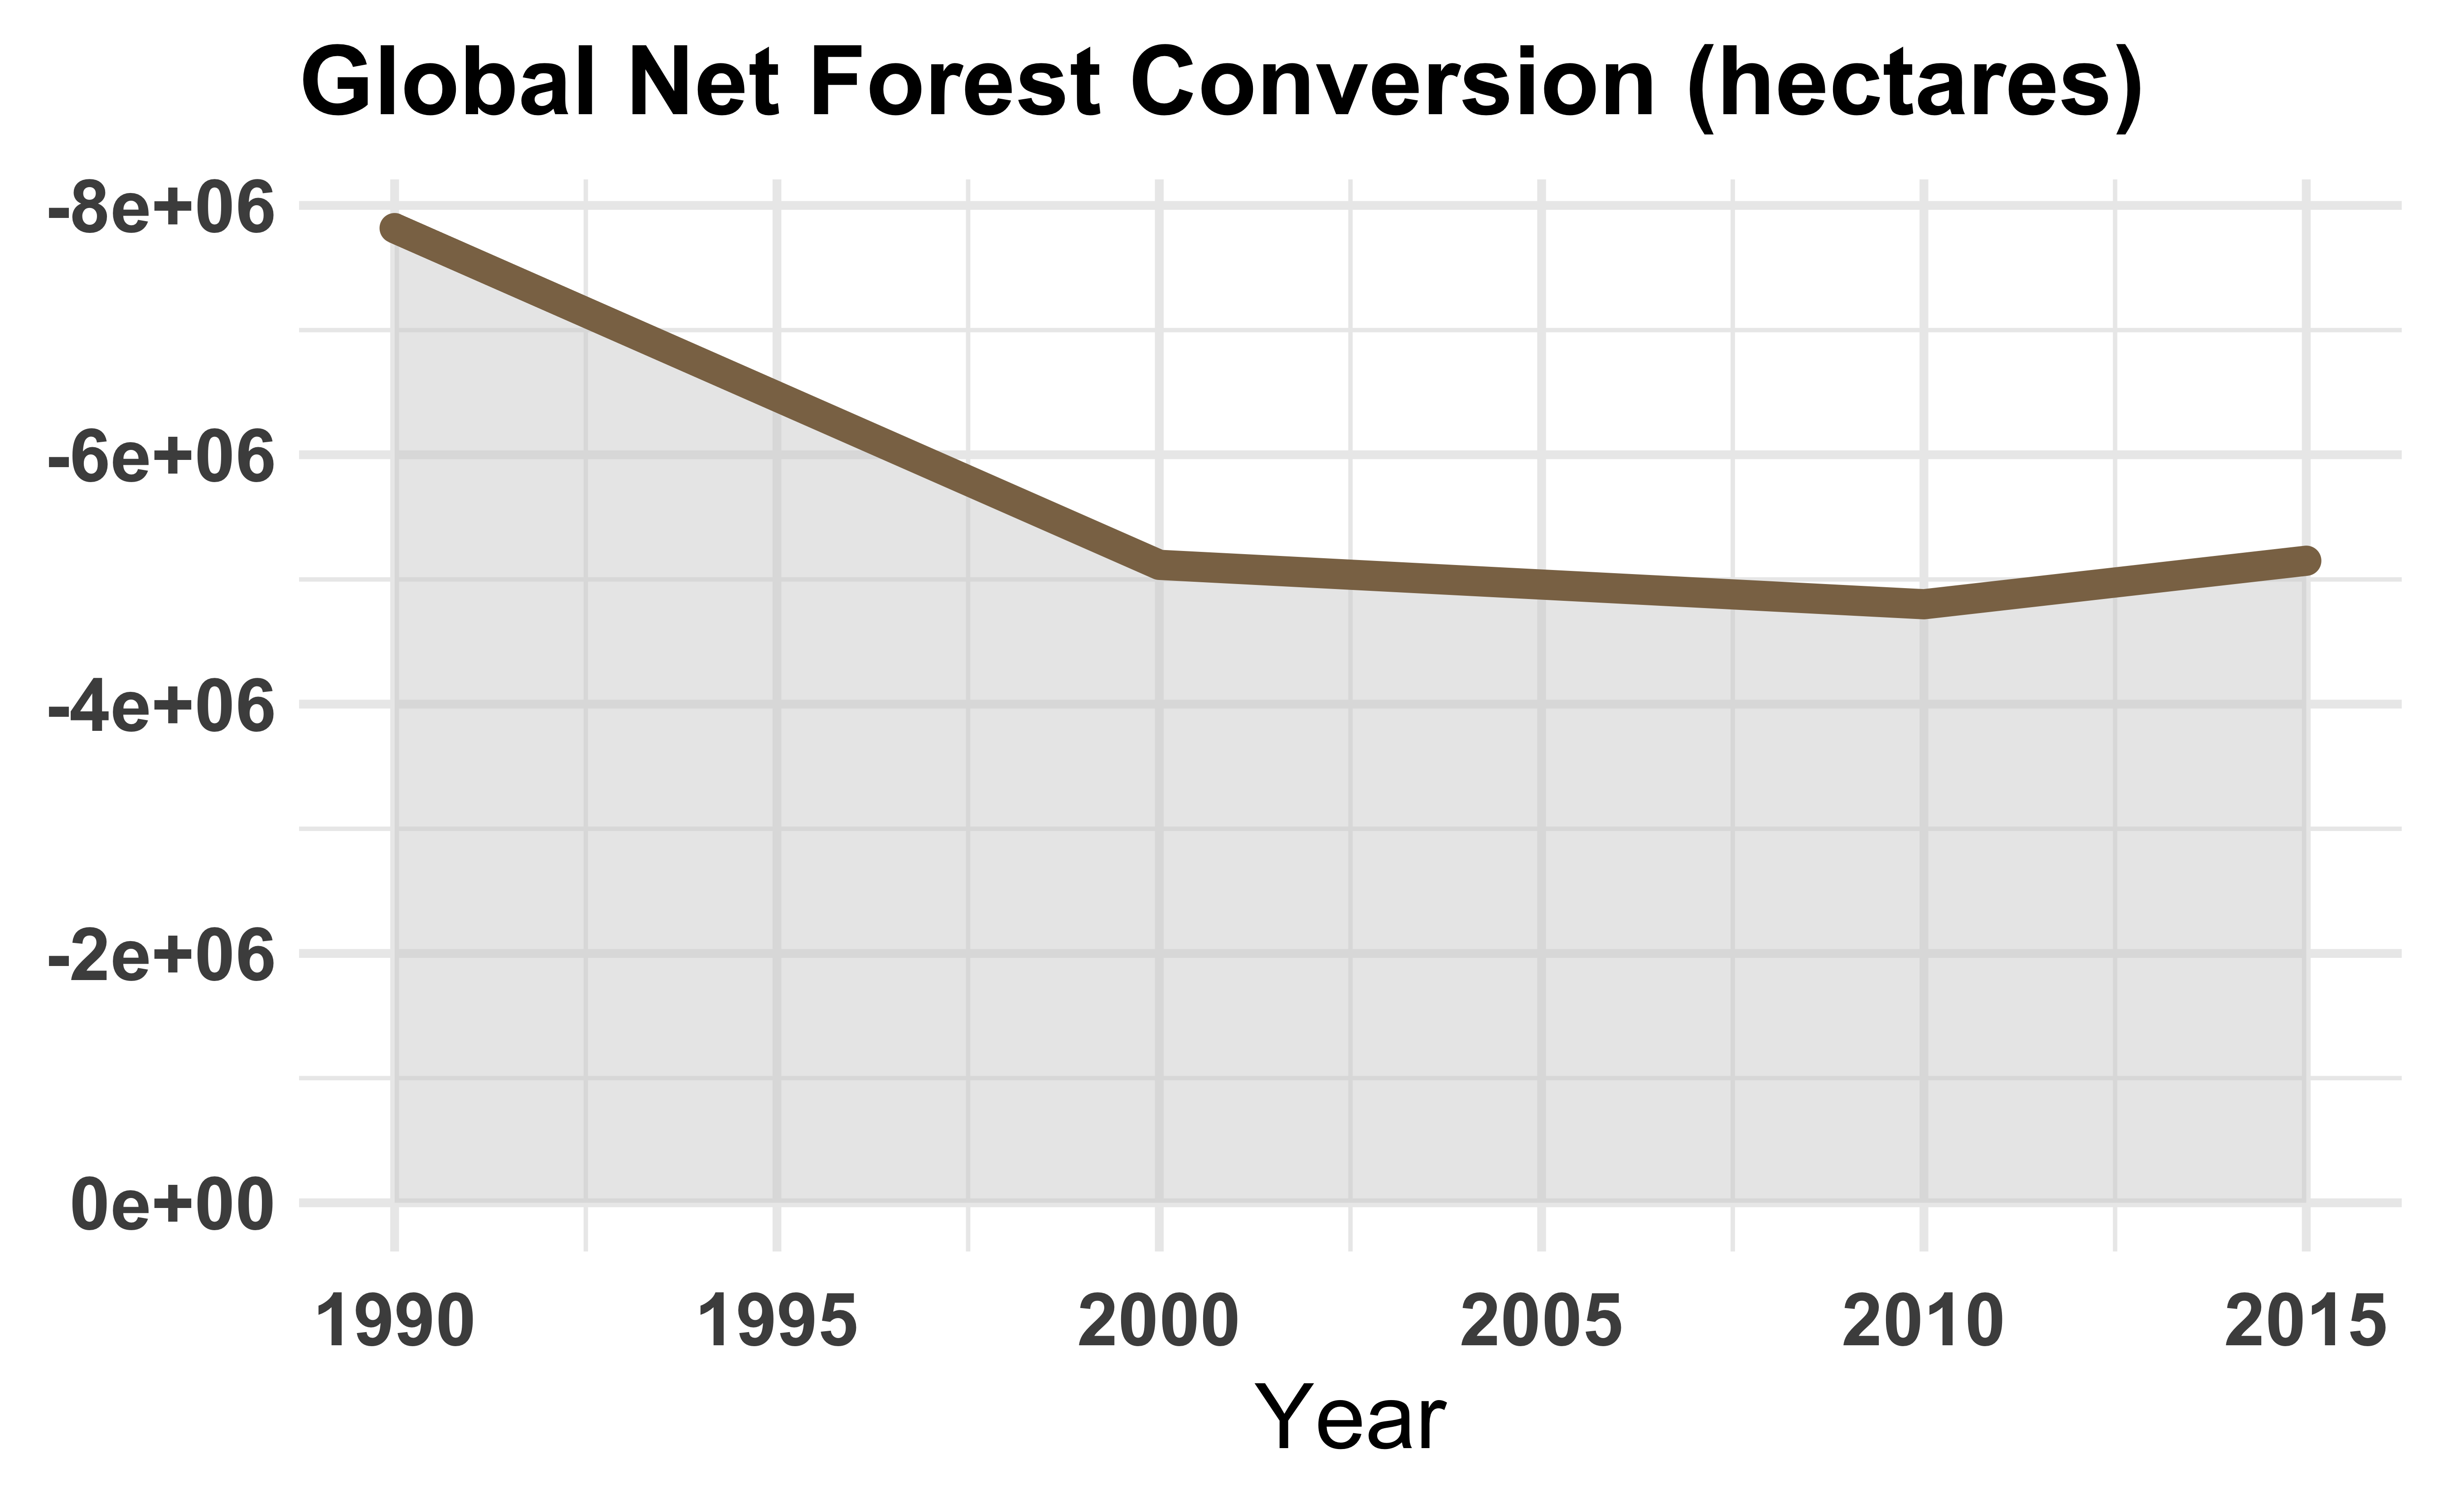 Global Net Forest Conversion (hectares)
-8e+06
-6e+06
-4e+06
-2e+06
0e+00
1990 1995 2000 2005 2010 2015
Year